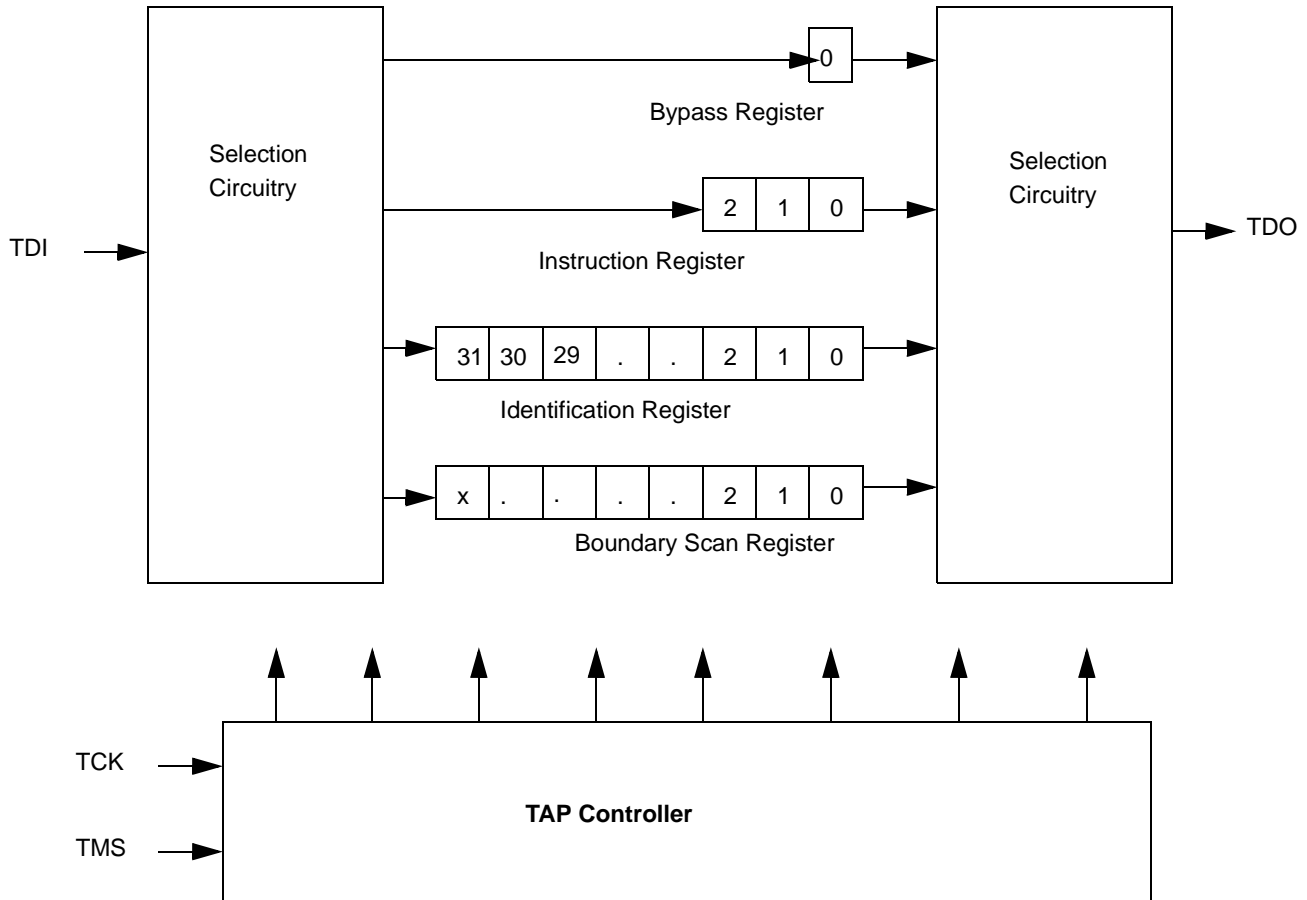 0
Bypass Register
Selection
Circuitry
Selection
Circuitry
2 1 0
TDI
TDO
Instruction Register
31 30 29 . . 2 1 0
Identification Register
x . . . . 2 1 0
Boundary Scan Register
TCK
TAP Controller
TMS